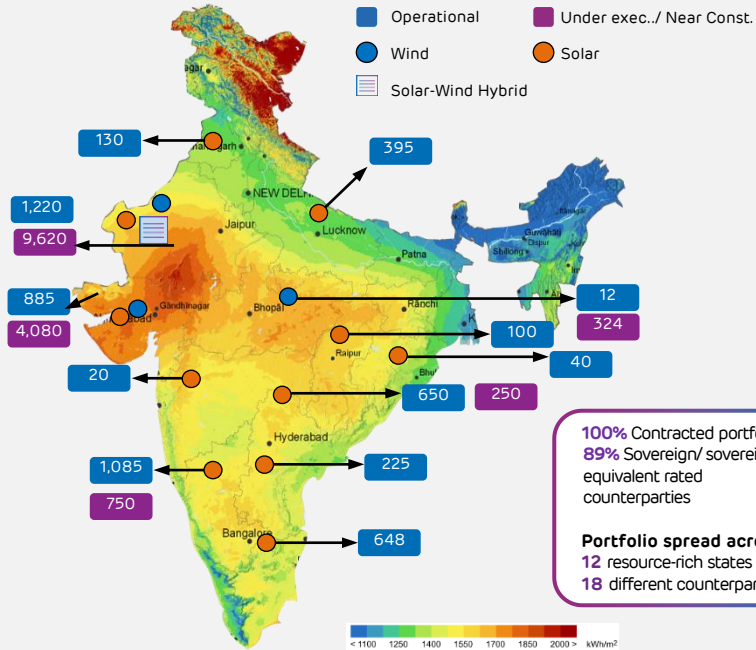 Operational
Under exec../ Near Const.
Wind
Solar
Solar-Wind Hybrid
130
395
NEW DELH
1,220
9,620
Jaipur
Lucknow
Patna
Itanagar
Guwahati
Dispur
Shillong
885
4,080
Gandhinagar
Bhopal
Ranchi
12
324
100
40
Raipur
20
650
250
Hyderabad
1,085
750
225
Bangalore
648
100% Contracted portf
89% Sovereign/ soverei
equivalent rated
counterparties
Portfolio spread acro
12 resource-rich states
18 different counterpar
< 1100 1250 1400 1550 1700 1850 2000 > kWh/m²